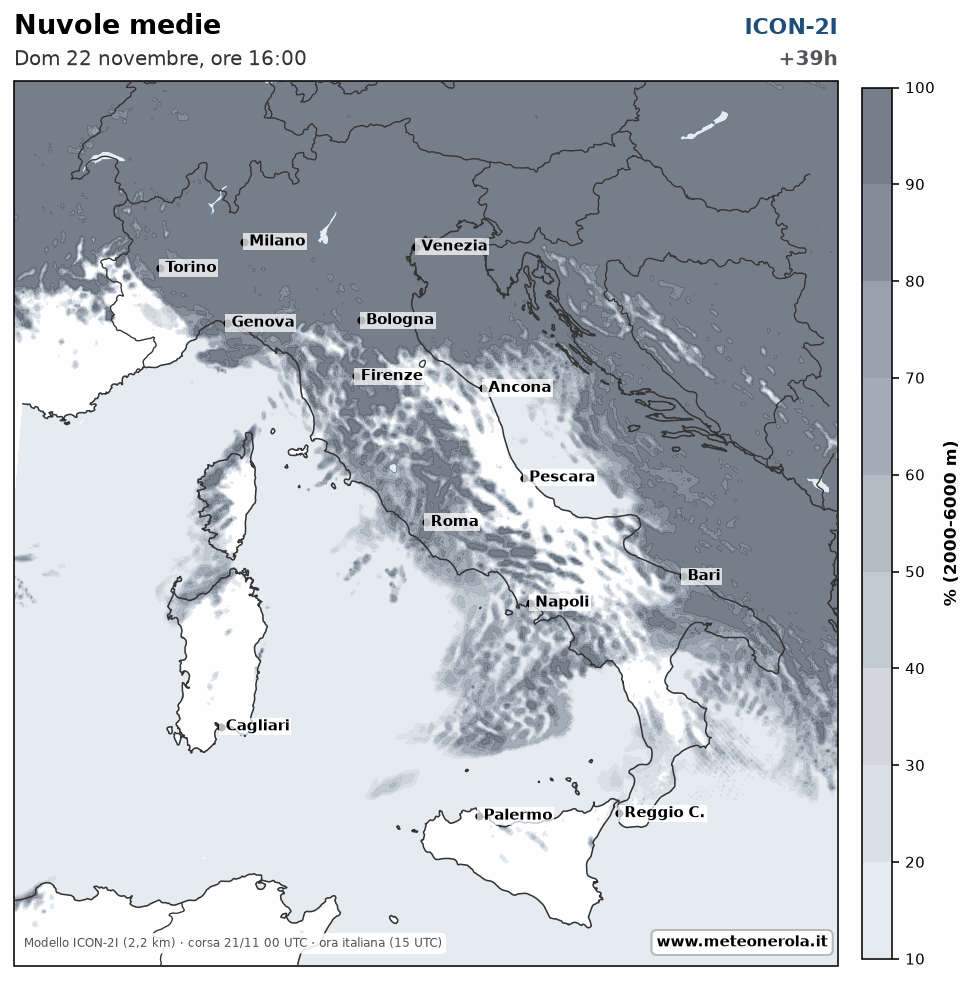 Nuvole medie
ICON-2I
Dom 22 novembre, ore 16:00
+39h
100
90
80
70
60
50
40
30
20
10
% (2000-6000 m)
Milano
Venezia
Torino
Genova
Bologna
Firenze
Ancona
Pescara
Roma
Bari
Napoli
Cagliari
Palermo
Reggio C.
Modello ICON-2I (2,2 km) · corsa 21/11 00 UTC · ora italiana (15 UTC)
www.meteonerola.it